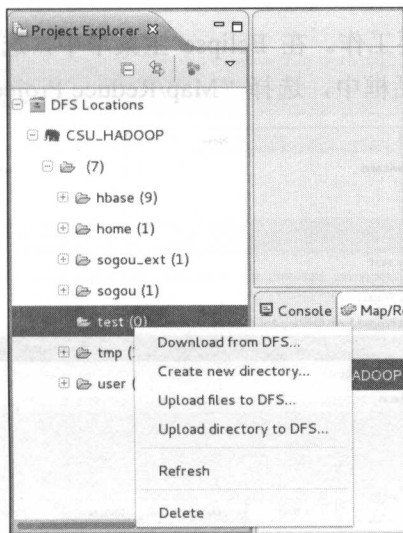 Project Explorer
DFS Locations
CSU_HADOOP
(7)
hbase (9)
home (1)
sogou_ext (1)
sogou (1)
test (0)
tmp (
user (
Download from DFS...
Create new directory...
Upload files to DFS...
Upload directory to DFS...
Refresh
Delete
Console
Map/R
ADOOP